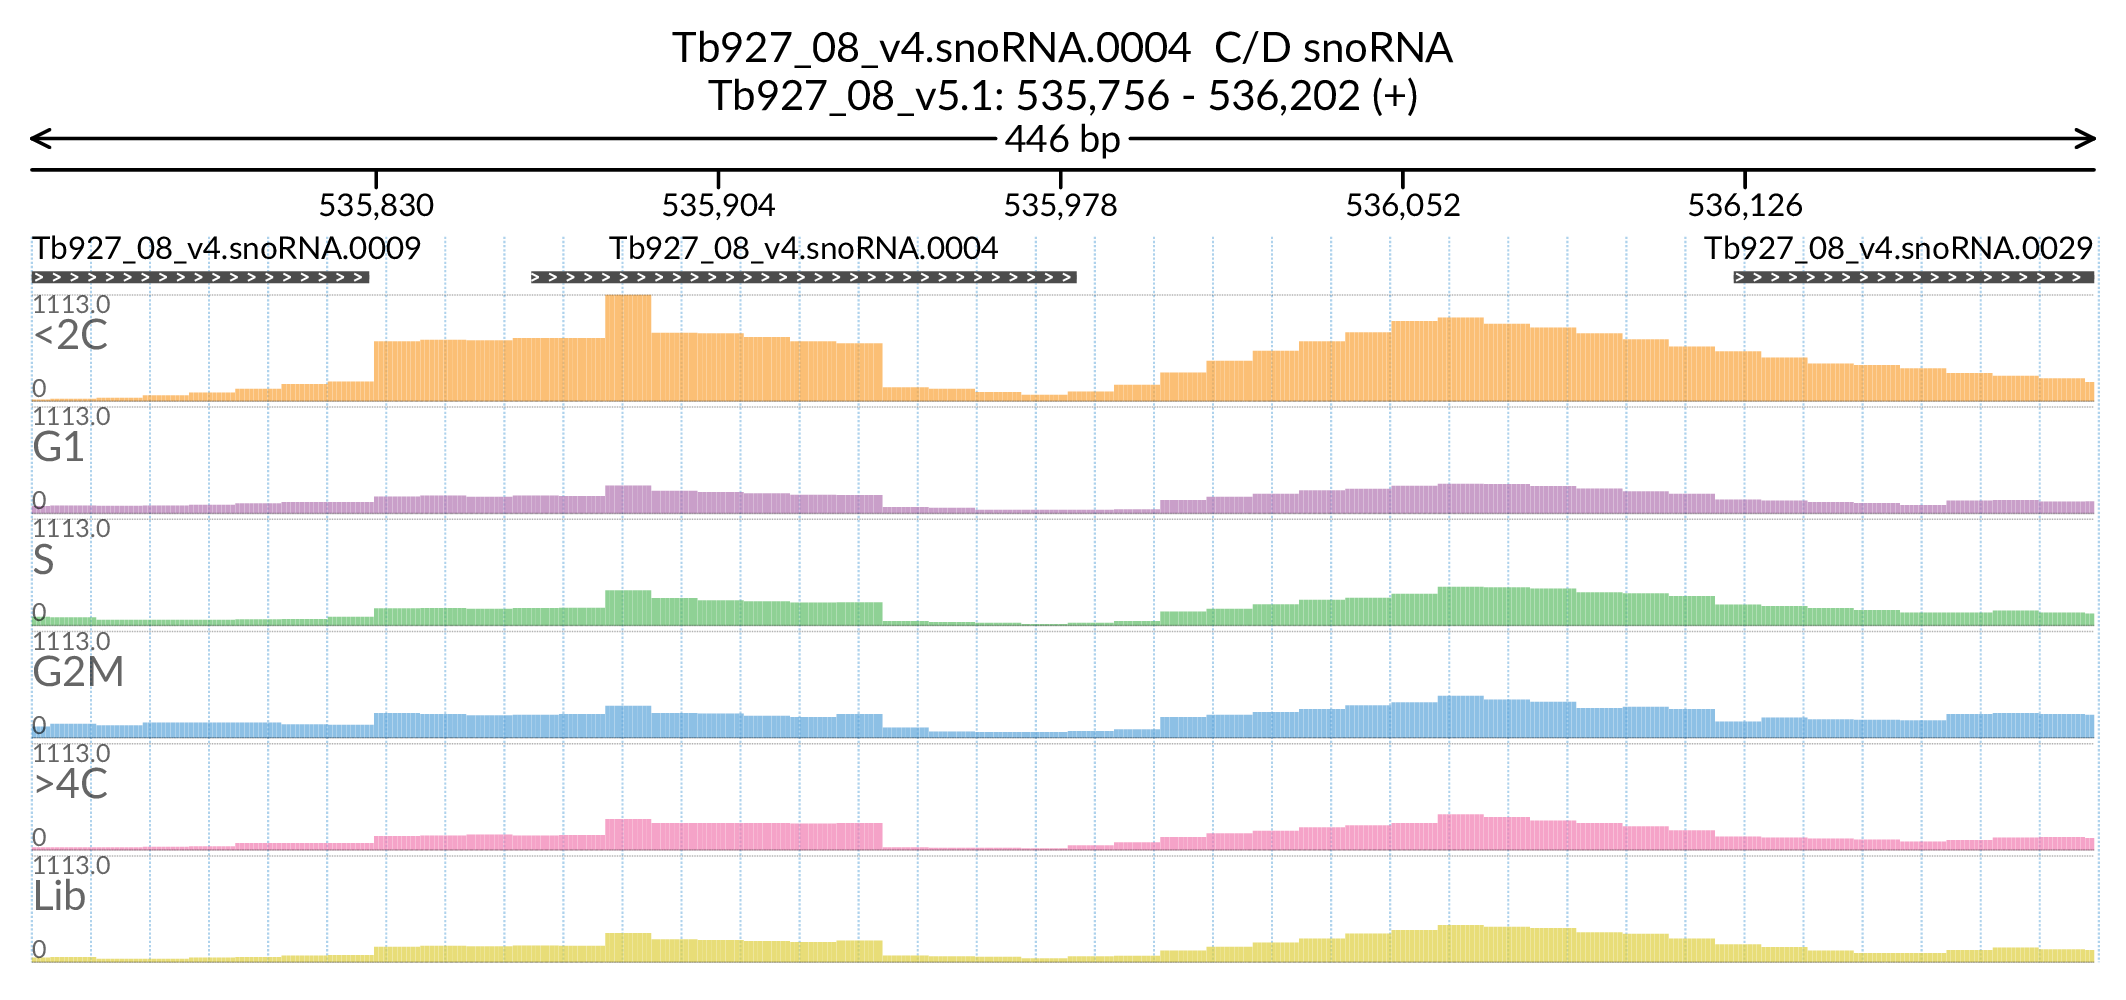 Tb927_08_v4.snoRNA.0004 C/D snoRNA
Tb927_08_v5.1: 535,756 - 536,202 (+)
446 bp
535,830 535,904 535,978 536,052 536,126
Tb927_08_v4.snoRNA.0009 Tb927_08_v4.snoRNA.0004 Tb927_08_v4.snoRNA.0029
1113.0
<2C
0
1113.0
G1
0
1113.0
S
0
1113.0
G2M
0
1113.0
>4C
0
1113.0
Lib
0